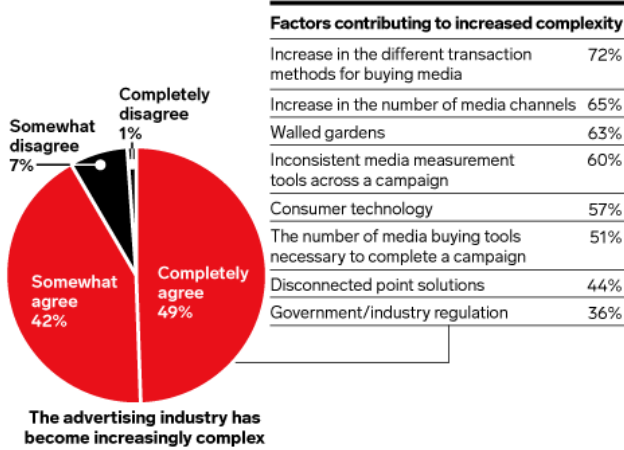 Factors contributing to increased complexity
Increase in the different transaction 72%
methods for buying media
Increase in the number of media channels 65%
Walled gardens 63%
Inconsistent media measurement 60%
tools across a campaign
Consumer technology 57%
The number of media buying tools 51%
necessary to complete a campaign
Disconnected point solutions 44%
Government/industry regulation 36%
Completely
disagree
1%
Somewhat
disagree
7%
Somewhat
agree
42%
Completely
agree
49%
The advertising industry has
become increasingly complex